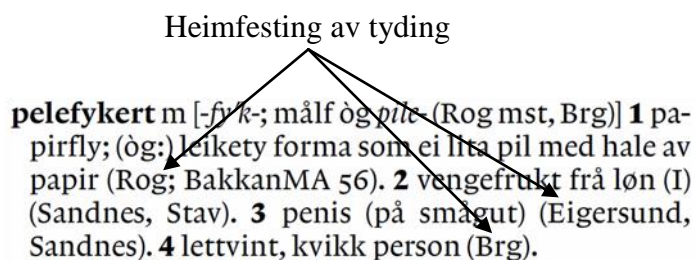 Heimfesting av tyding
pelefykert m [-fy´k-; målf òg pile- (Rog mst, Brg)] 1 pa-
pirfly; (òg:) leikety forma som ei lita pil med hale av
papir (Rog; BakkanMA 56). 2 vengefrukt frå løn (I)
(Sandnes, Stav). 3 penis (på smågut) (Eigersund,
Sandnes). 4 lettvint, kvikk person (Brg).